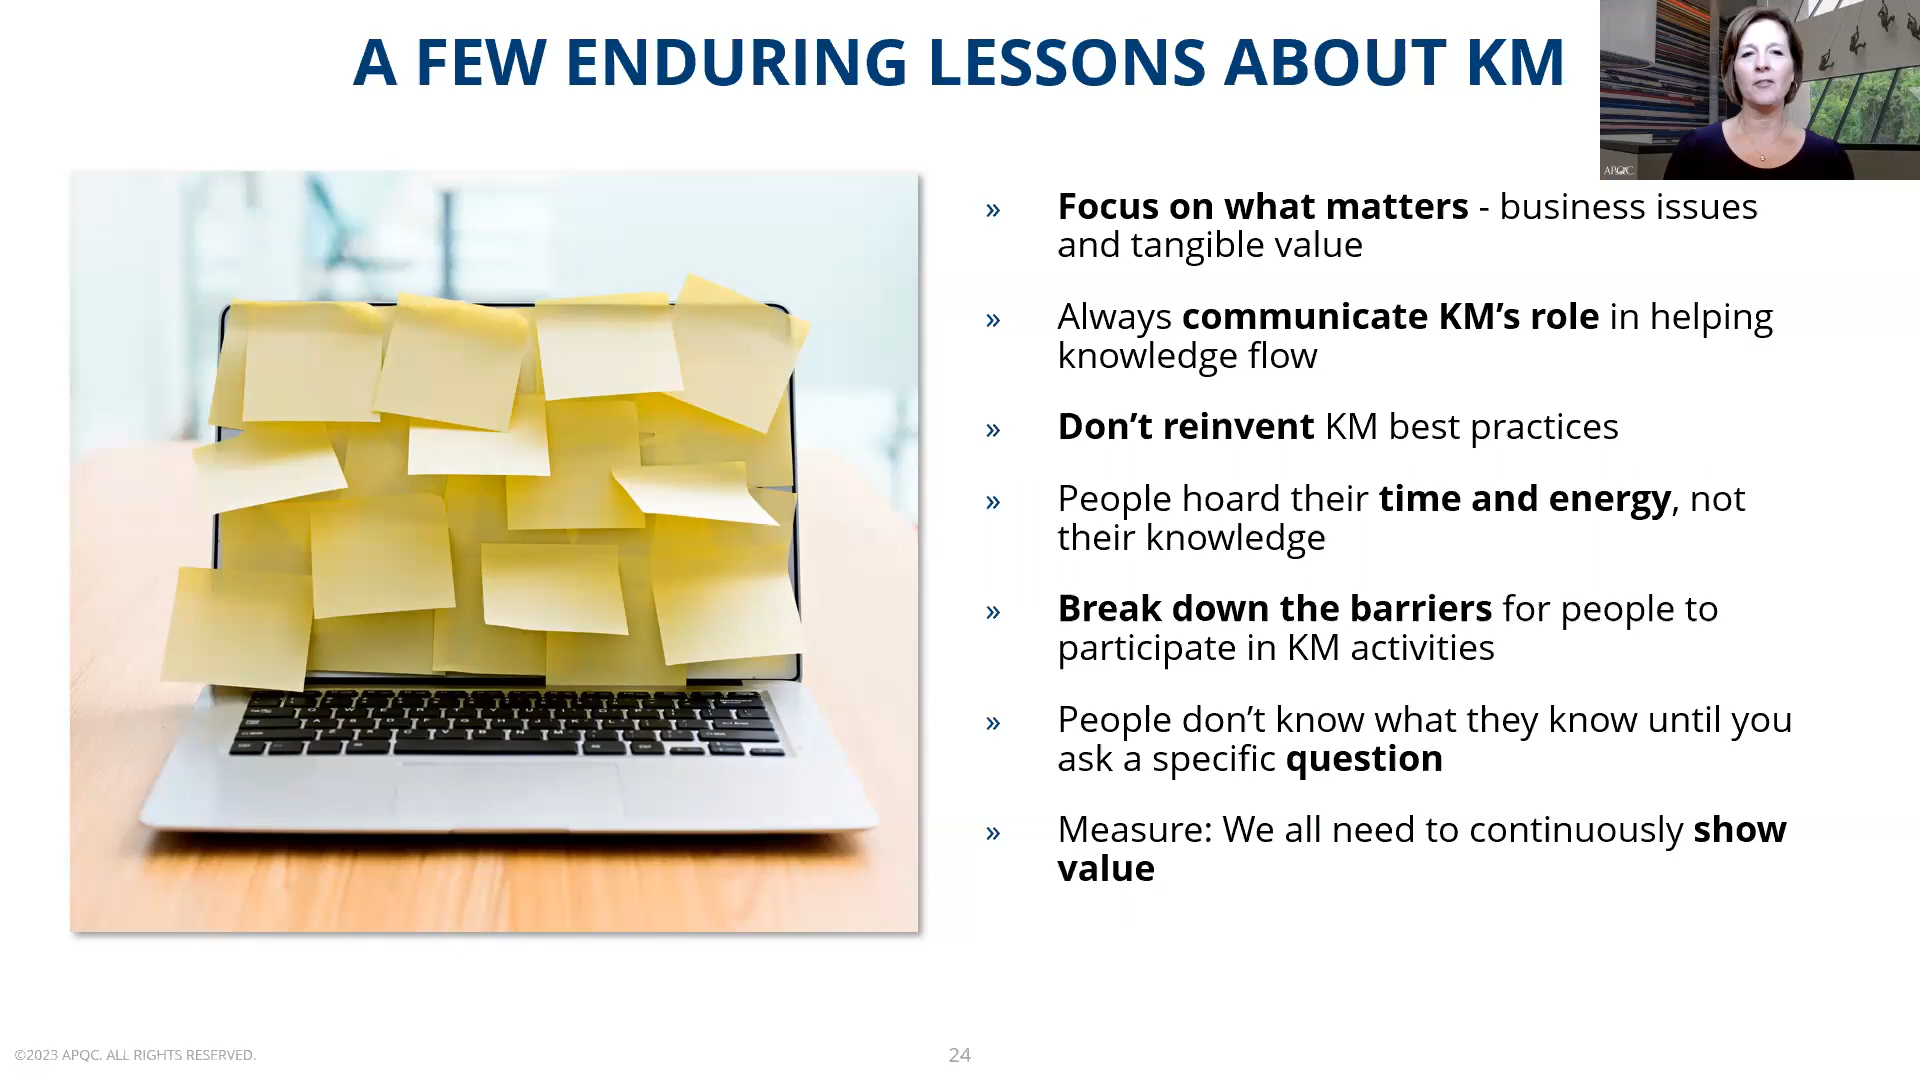 A FEW ENDURING LESSONS ABOUT KM
APQC
» Focus on what matters - business issues
and tangible value
» Always communicate KM’s role in helping
knowledge flow
» Don’t reinvent KM best practices
» People hoard their time and energy, not
their knowledge
» Break down the barriers for people to
participate in KM activities
» People don’t know what they know until you
ask a specific question
» Measure: We all need to continuously show
value
©2023 APQC. ALL RIGHTS RESERVED.
24